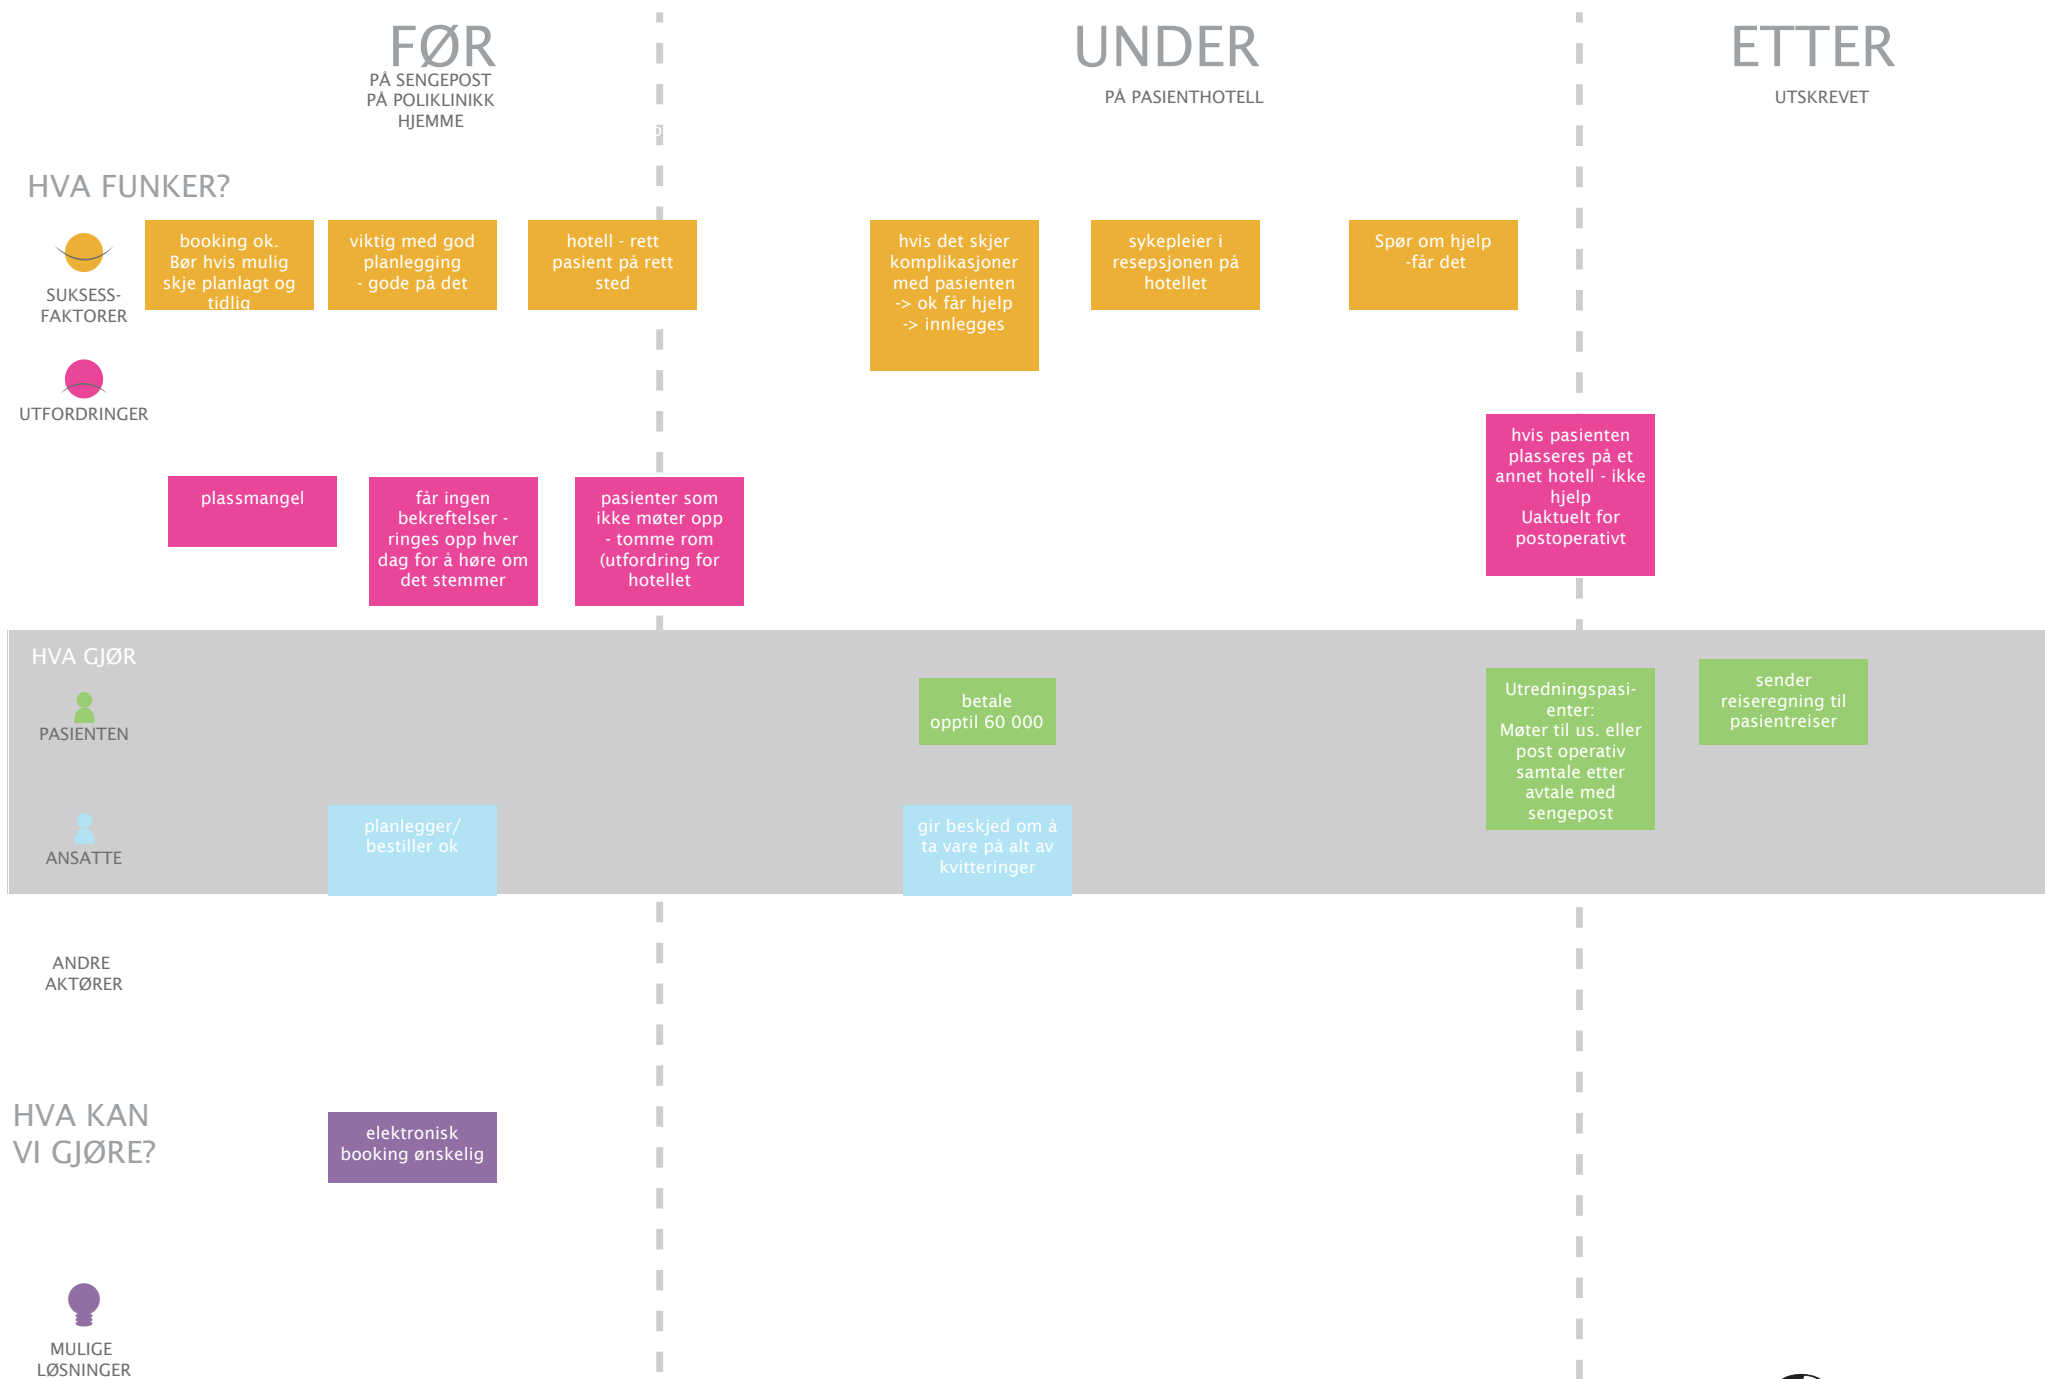 FØR
PÅ SENGEPOST
PÅ POLIKLINIKK
HJEMME
UNDER
PÅ PASIENTHOTELL
ETTER
UTSKREVET
HVA FUNKER?
SUKSESS-
FAKTORER
booking ok.
Bør hvis mulig
skje planlagt og
tidlig
viktig med god
planlegging
- gode på det
hotell - rett
pasient på rett
sted
hvis det skjer
komplikasjoner
med pasienten
-> ok får hjelp
-> innlegges
sykepleier i
resepsjonen på
hotellet
Spør om hjelp
-får det
UTFORDRINGER
plassmangel
får ingen
bekreftelser -
ringes opp hver
dag for å høre om
det stemmer
pasienter som
ikke møter opp
- tomme rom
(utfordring for
hotellet
hvis pasienten
plasseres på et
annet hotell - ikke
hjelp
Uaktuelt for
postoperativt
HVA GJØR
PASIENTEN
betale
opptil 60 000
Utredningspasi-
enter:
Møter til us. eller
post operativ
samtale etter
avtale med
sengepost
sender
reiseregning til
pasientreiser
ANSATTE
planlegger/
bestiller ok
gir beskjed om å
ta vare på alt av
kvitteringer
ANDRE
AKTØRER
HVA KAN
VI GJØRE?
elektronisk
booking ønskelig
MULIGE
LØSNINGER